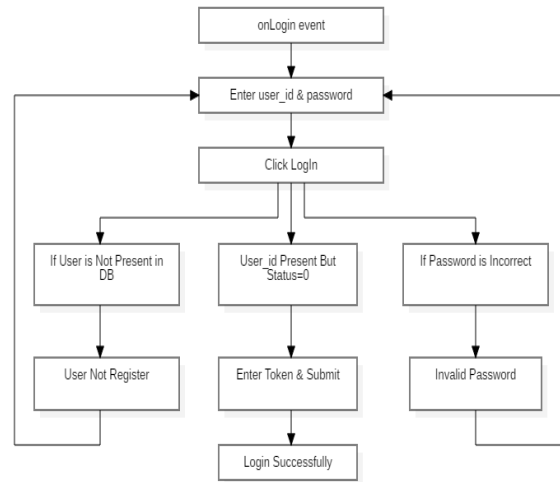 onLogin event
Enter user_id & password
Click LogIn
If User is Not Present in
DB
User_id Present But
Status=0
If Password is Incorrect
User Not Register
Enter Token & Submit
Invalid Password
Login Successfully